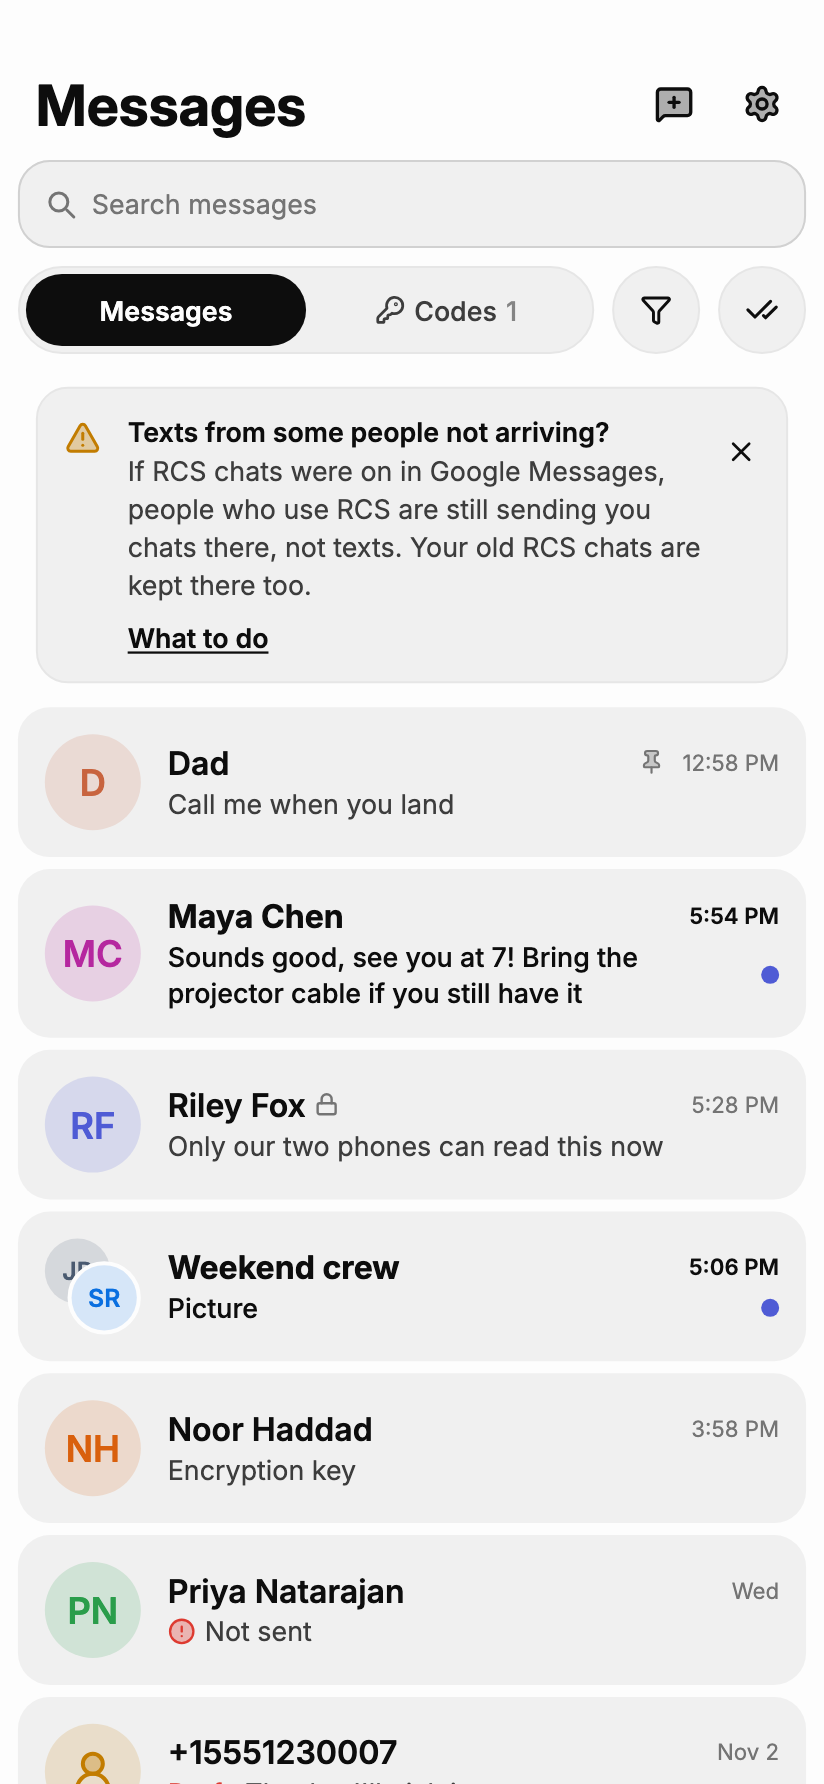 Messages
Search messages
Messages
Codes 1
Texts from some people not arriving?
If RCS chats were on in Google Messages,
people who use RCS are still sending you
chats there, not texts. Your old RCS chats are
kept there too.
What to do
D
Dad
12:58 PM
Call me when you land
MC
Maya Chen
5:54 PM
Sounds good, see you at 7! Bring the
projector cable if you still have it
RF
Riley Fox
5:28 PM
Only our two phones can read this now
SR
Weekend crew
5:06 PM
Picture
NH
Noor Haddad
3:58 PM
Encryption key
PN
Priya Natarajan
Wed
Not sent
+15551230007
Nov 2